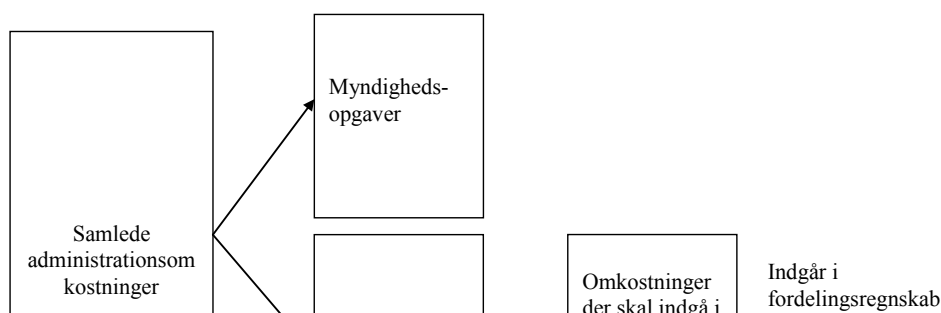 Myndigheds-
opgaver
Samlede
administrationsom
kostninger
Omkostninger
der skal indgå i
Indgår i
fordelingsregnskab